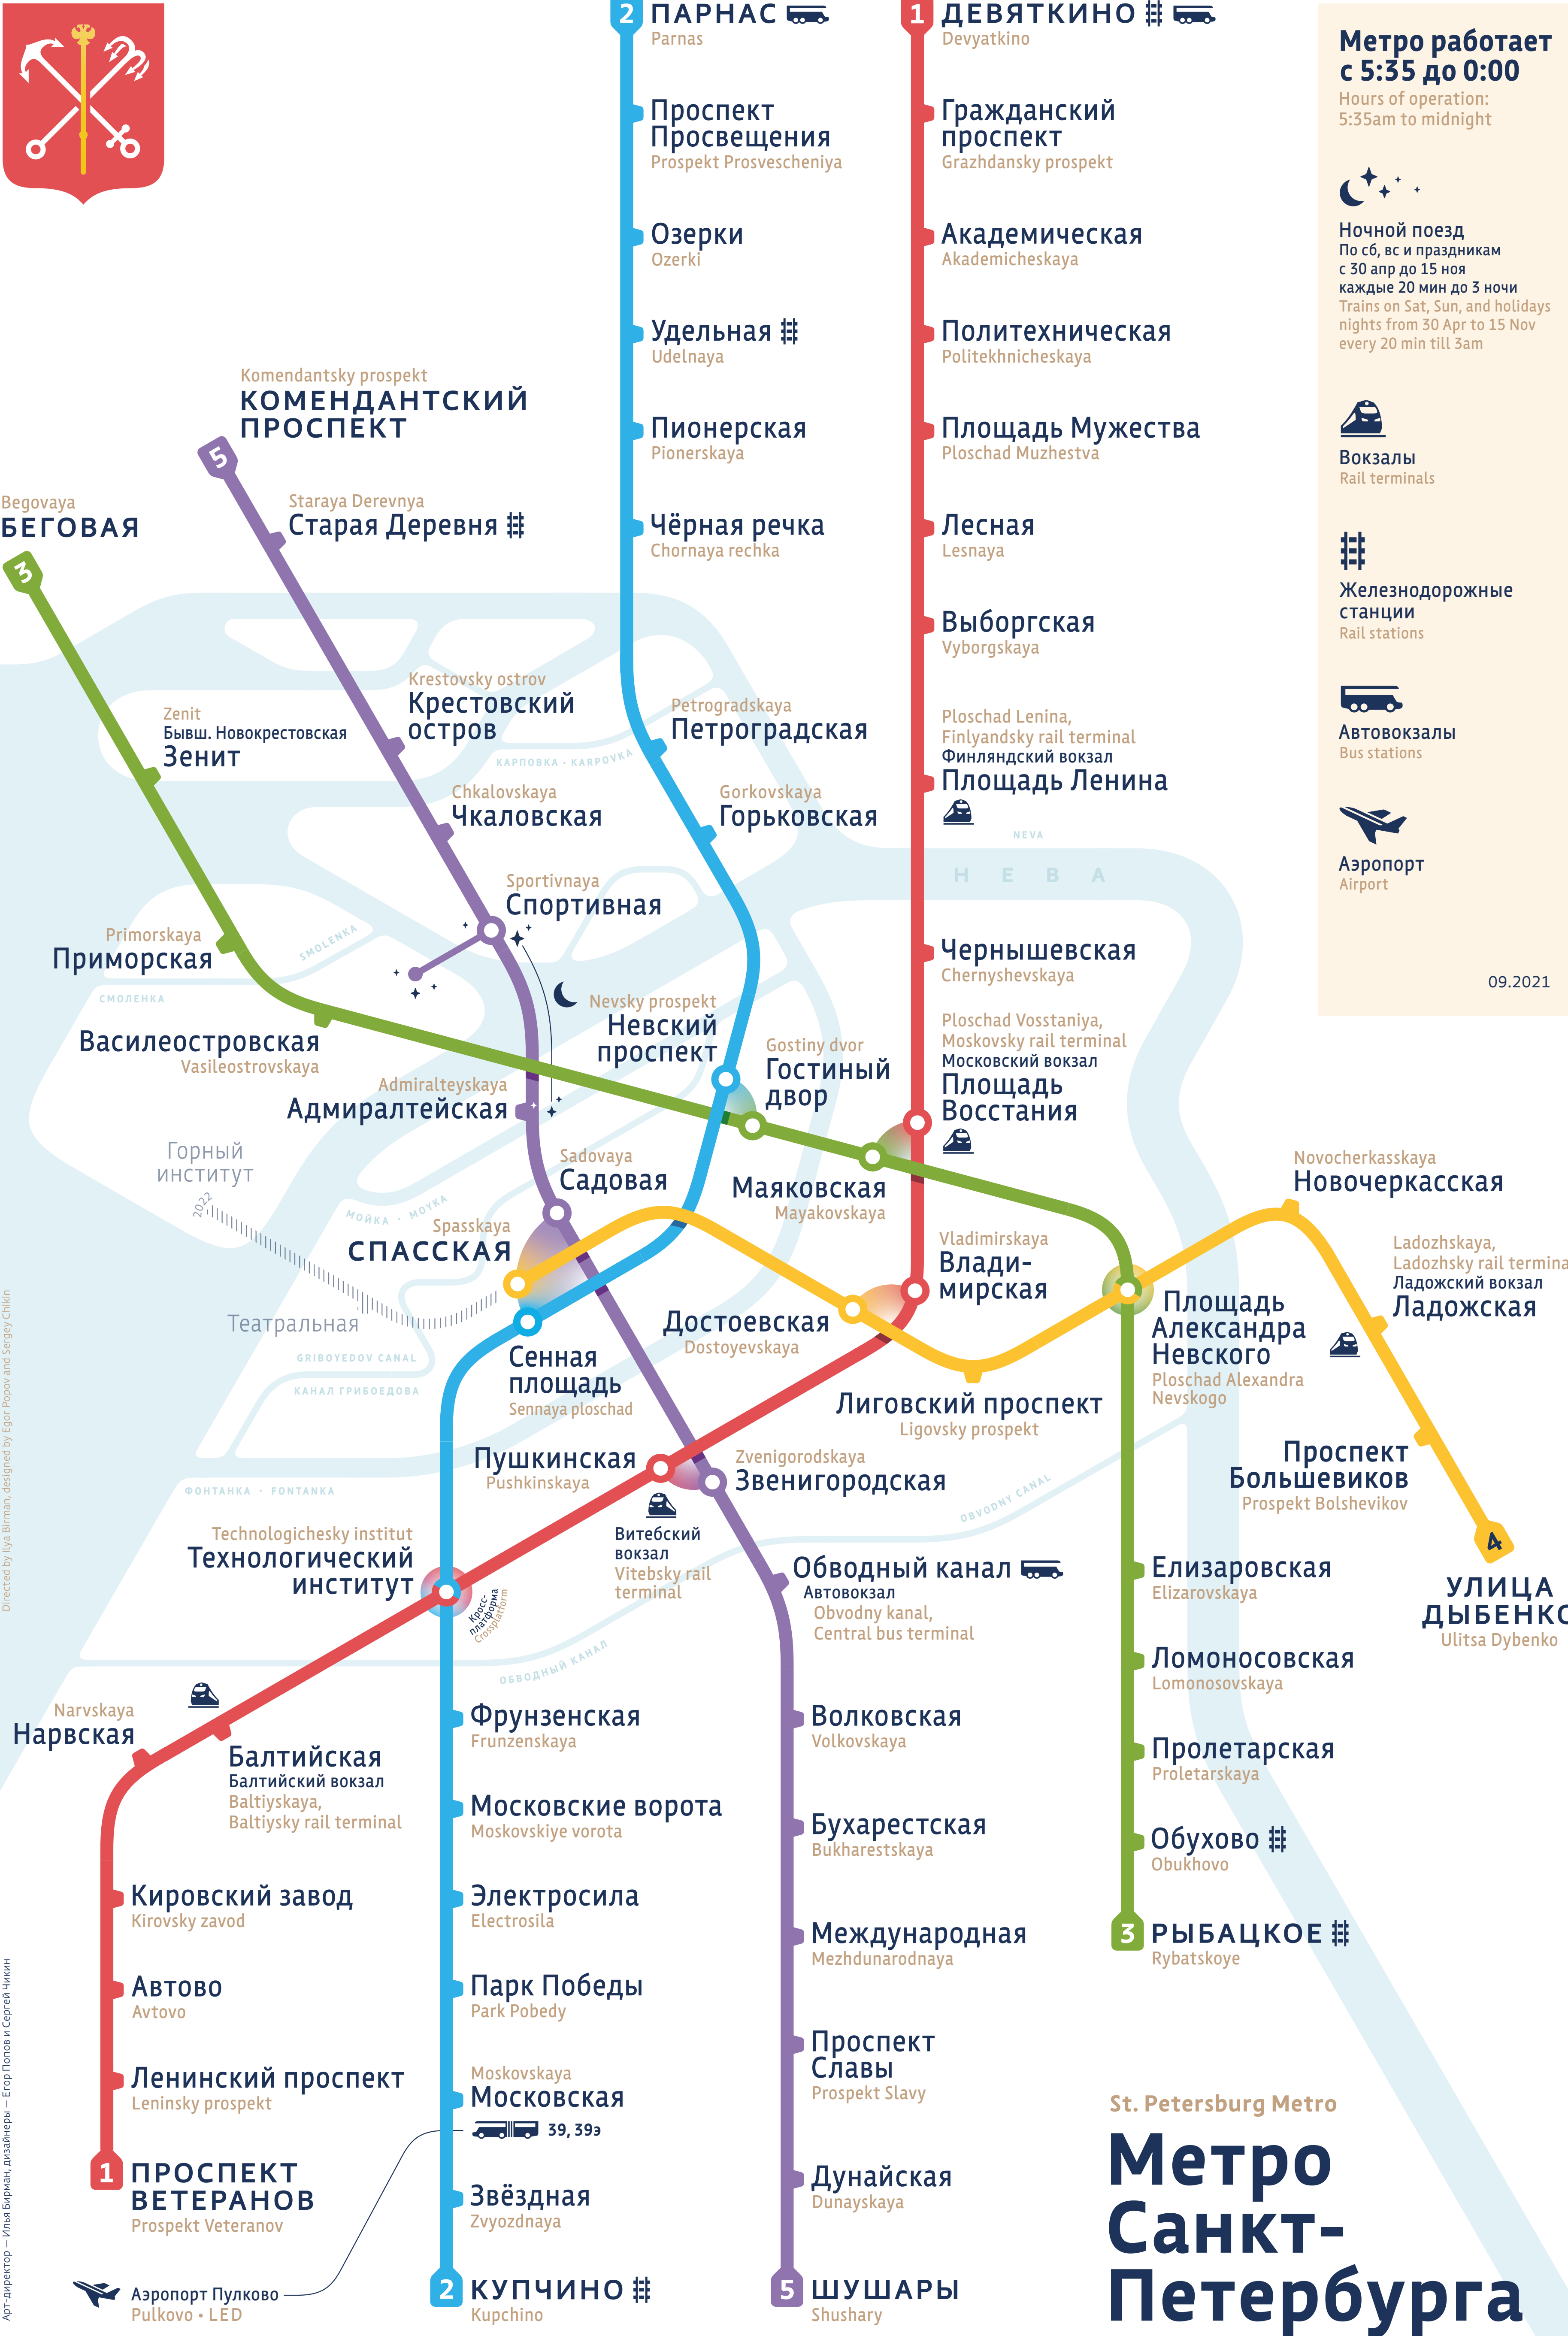 2 ПАРНАС
Parnas
Проспект
Просвещения
Prospekt Prosvescheniya
Озерки
Ozerki
Удельная
Udelnaya
Пионерская
Pionerskaya
Чёрная речка
Chornaya rechka
1 ДЕВЯТКИНО
Devyatkino
Гражданский
проспект
Grazhdansky prospekt
Академическая
Akademicheskaya
Политехническая
Politekhnicheskaya
Площадь Мужества
Ploschad Muzhestva
Лесная
Lesnaya
Выборгская
Vyborgskaya
Ploschad Lenina,
Finlyandsky rail terminal
Финляндский вокзал
Площадь Ленина
Метро работает
с 5:35 до 0:00
Hours of operation:
5:35am to midnight
Ночной поезд
По сб, вс и праздникам
с 30 апр до 15 ноя
каждые 20 мин до 3 ночи
Trains on Sat, Sun, and holidays
nights from 30 Apr to 15 Nov
every 20 min till 3am
Вокзалы
Rail terminals
Железнодорожные
станции
Rail stations
Автовокзалы
Bus stations
Аэропорт
Airport
09.2021
Komendantsky prospekt
КОМЕНДАНТСКИЙ
ПРОСПЕКТ
5
Staraya Derevnya
Старая Деревня
Begovaya
БЕГОВАЯ
3
Zenit
Бывш. Новокрестовская
Зенит
Krestovsky ostrov
Крестовский
остров
КАРПОВКА • KARPOVKA
Petrogradskaya
Петроградская
Chkalovskaya
Чкаловская
Gorkovskaya
Горьковская
NEVA
НЕВА
Sportivnaya
Спортивная
Primorskaya
Приморская
SMOLENKA
СМОЛЕНКА
Василеостровская
Vasileostrovskaya
Чернышевская
Chernyshevskaya
Nevsky prospekt
Невский
проспект
Gostiny dvor
Гостиный
двор
Ploschad Vosstaniya,
Moskovsky rail terminal
Московский вокзал
Площадь
Восстания
Admiralteyskaya
Адмиралтейская
Горный
институт
2022
Sadovaya
Садовая
Маяковская
Mayakovskaya
МОЙКА • MOYKA
Spasskaya
СПАССКАЯ
Театральная
GRIBOYEDOV CANAL
КАНАЛ ГРИБОЕДОВА
Vladimirskaya
Влади-
мирская
Достоевская
Dostoyevskaya
Novocherkasskaya
Новочеркасская
Ladozhskaya,
Ladozhsky rail termina
Ладожский вокзал
Ладожская
Площадь
Александра
Невского
Ploschad Alexandra
Nevskogo
Сенная
площадь
Sennaya ploschad
Лиговский проспект
Ligovsky prospekt
Проспект
Большевиков
Prospekt Bolshevikov
4
УЛИЦА
ДЫБЕНКО
Ulitsa Dybenko
Пушкинская
Pushkinskaya
Zvenigorodskaya
Звенигородская
Витебский
вокзал
Vitebsky rail
terminal
ФОНТАНКА • FONTANKA
OBVODNY CANAL
Technologichesky institut
Технологический
институт
Кросс-
платформа
Crossplatform
Обводный канал
Автовокзал
Obvodny kanal,
Central bus terminal
ОБВОДНЫЙ КАНАЛ
Елизаровская
Elizarovskaya
Ломоносовская
Lomonosovskaya
Пролетарская
Proletarskaya
Обухово
Obukhovo
3 РЫБАЦКОЕ
Rybatskoye
Narvskaya
Нарвская
Балтийская
Балтийский вокзал
Baltiyskaya,
Baltiysky rail terminal
Кировский завод
Kirovsky zavod
Автово
Avtovo
Ленинский проспект
Leninsky prospekt
1 ПРОСПЕКТ
ВЕТЕРАНОВ
Prospekt Veteranov
Аэропорт Пулково
Pulkovo • LED
Фрунзенская
Frunzenskaya
Московские ворота
Moskovskiye vorota
Электросила
Electrosila
Парк Победы
Park Pobedy
Moskovskaya
Московская
39, 39э
Звёздная
Zvyozdnaya
2 КУПЧИНО
Kupchino
Волковская
Volkovskaya
Бухарестская
Bukharestskaya
Международная
Mezhdunarodnaya
Проспект
Славы
Prospekt Slavy
Дунайская
Dunayskaya
5 ШУШАРЫ
Shushary
St. Petersburg Metro
Метро
Санкт-
Петербурга
Directed by Ilya Birman, designed by Egor Popov and Sergey Chikin
Арт-директор — Илья Бирман, дизайнеры — Егор Попов и Сергей Чикин